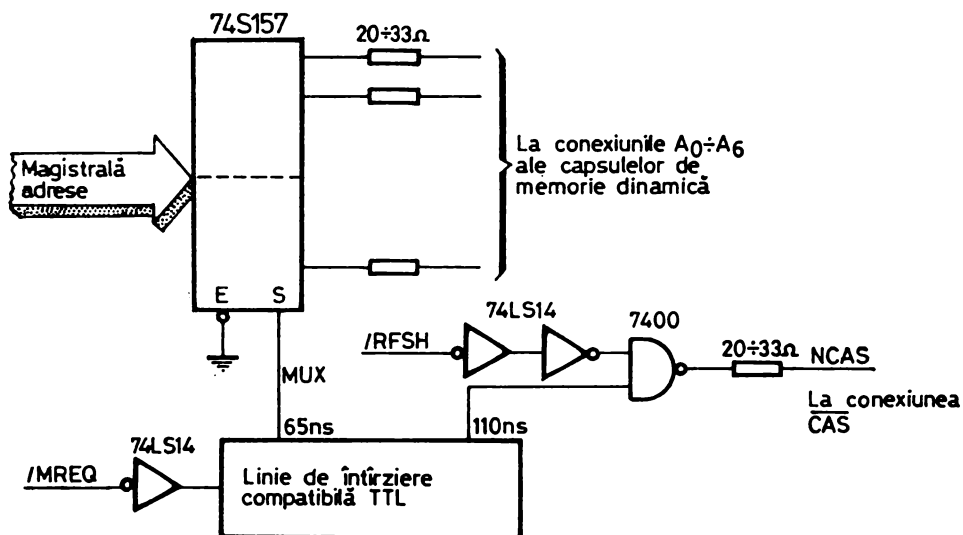 74S157
20÷33Ω
Magistrală
adrese
La conexiunile A0÷A6
ale capsulelor de
memorie dinamică
E S
MUX
/RFSH
74LS14
7400
20÷33Ω
NCAS
La conexiunea
CAS
65ns
110ns
/MREQ
74LS14
Linie de întîrziere
compatibilă TTL